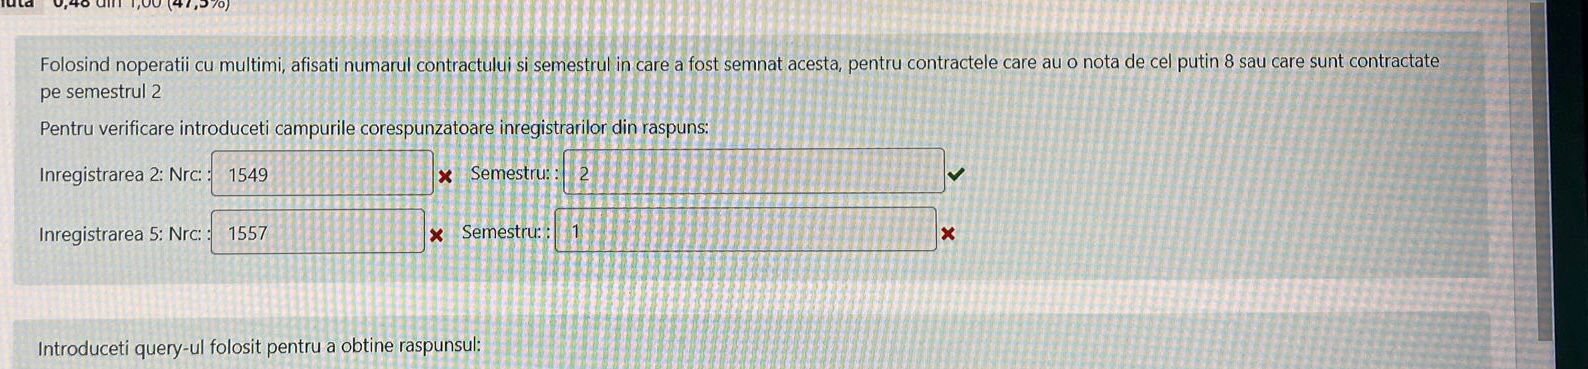 0,48 din 1,00 (47,5%)
Folosind noperatii cu multimi, afisati numarul contractului si semestrul in care a fost semnat acesta, pentru contractele care au o nota de cel putin 8 sau care sunt contractate
pe semestrul 2
Pentru verificare introduceti campurile corespunzatoare inregistrarilor din raspuns:
Inregistrarea 2: Nrc: : 1549 Semestru: : 2
Inregistrarea 5: Nrc: : 1557 Semestru: : 1
Introduceti query-ul folosit pentru a obtine raspunsul: